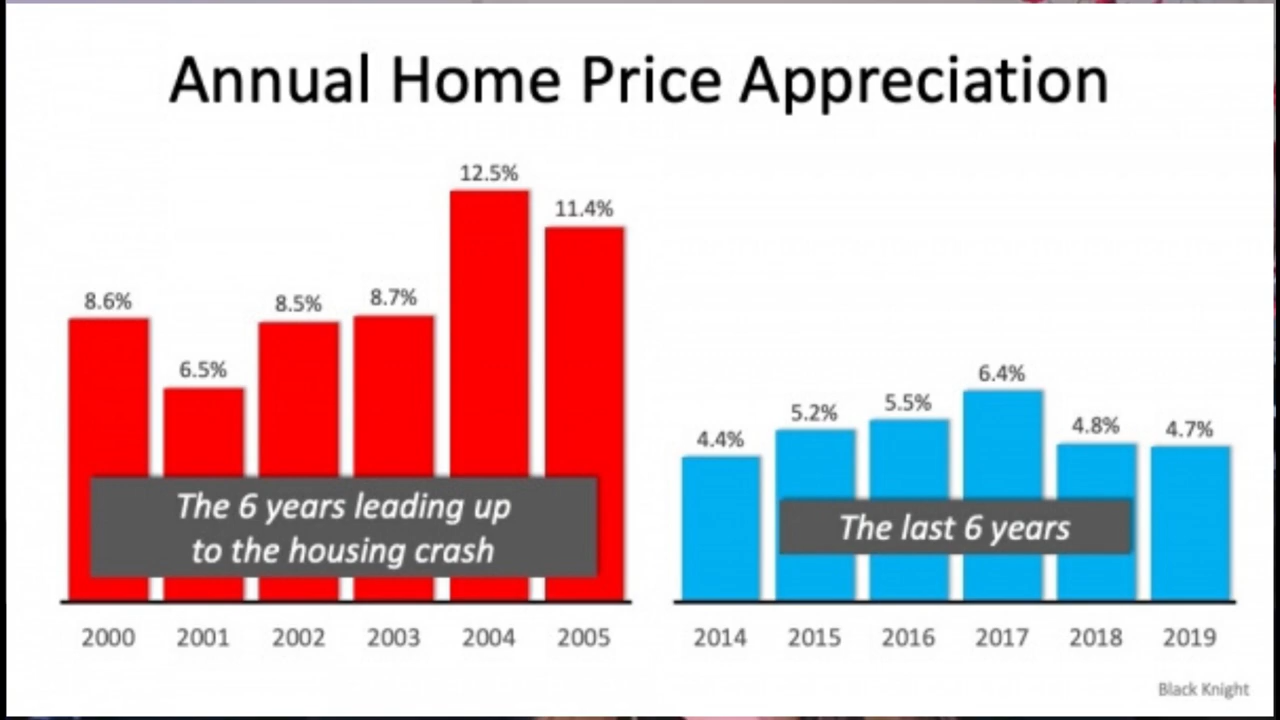 Annual Home Price Appreciation
12.5%
11.4%
8.6%
8.5%
8.7%
6.5%
6.4%
5.5%
5.2%
4.8%
4.7%
4.4%
The 6 years leading up
to the housing crash
The last 6 years
2000 2001 2002 2003 2004 2005
2014 2015 2016 2017 2018 2019
Black Knight